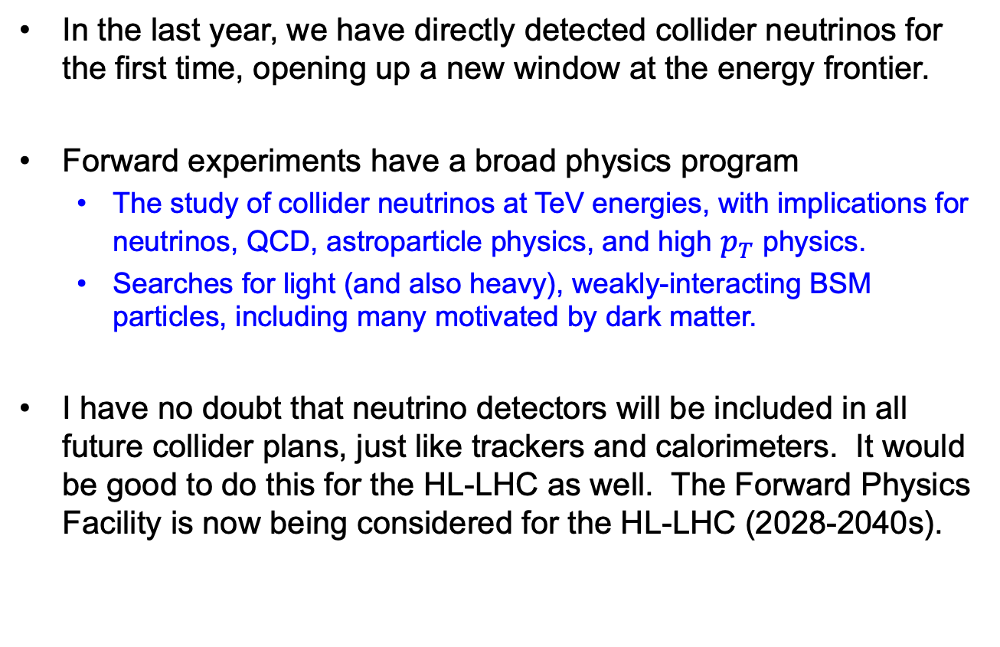 • In the last year, we have directly detected collider neutrinos for
the first time, opening up a new window at the energy frontier.
• Forward experiments have a broad physics program
• The study of collider neutrinos at TeV energies, with implications for
neutrinos, QCD, astroparticle physics, and high p_T physics.
• Searches for light (and also heavy), weakly-interacting BSM
particles, including many motivated by dark matter.
• I have no doubt that neutrino detectors will be included in all
future collider plans, just like trackers and calorimeters.  It would
be good to do this for the HL-LHC as well.  The Forward Physics
Facility is now being considered for the HL-LHC (2028-2040s).